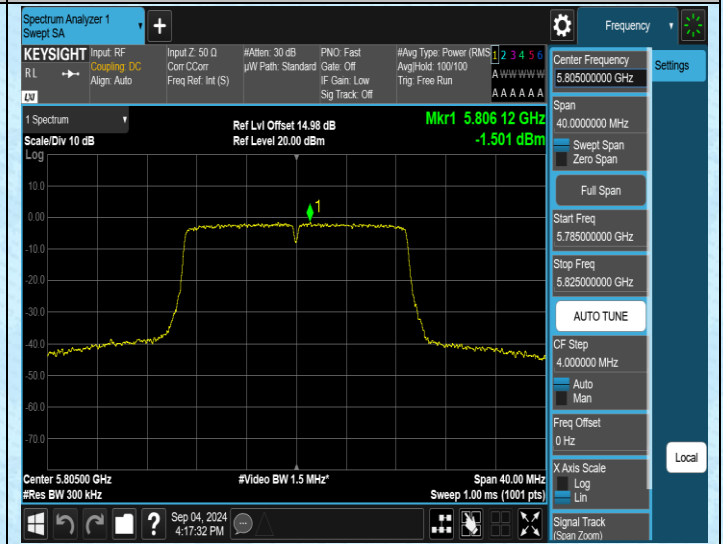 Spectrum Analyzer 1
Swept SA
+
Frequency
KEYSIGHT
RL
LXI
Input: RF
Coupling: DC
Align: Auto
Input Z: 50 Ω
Corr CCorr
Freq Ref: Int (S)
#Atten: 30 dB
µW Path: Standard
PNO: Fast
Gate: Off
IF Gain: Low
Sig Track: Off
#Avg Type: Power (RMS
Avg|Hold: 100/100
Trig: Free Run
1 2 3 4 5 6
A W W W W W
A A A A A A
1 Spectrum
Scale/Div 10 dB
Log
Ref Lvl Offset 14.98 dB
Ref Level 20.00 dBm
Mkr1 5.806 12 GHz
-1.501 dBm
10.0
0.00
-10.0
-20.0
-30.0
-40.0
-50.0
-60.0
-70.0
1
Center 5.80500 GHz
#Res BW 300 kHz
#Video BW 1.5 MHz*
Span 40.00 MHz
Sweep 1.00 ms (1001 pts)
?
Sep 04, 2024
4:17:32 PM
Center Frequency
5.805000000 GHz
Span
40.0000000 MHz
Swept Span
Zero Span
Full Span
Start Freq
5.785000000 GHz
Stop Freq
5.825000000 GHz
AUTO TUNE
CF Step
4.000000 MHz
Auto
Man
Freq Offset
0 Hz
X Axis Scale
Log
Lin
Signal Track
(Span Zoom)
Settings
Local